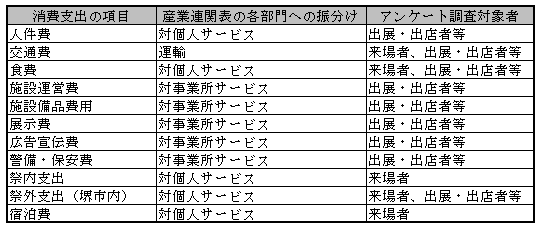 消費支出の項目 産業連関表の各部門への振分け アンケート調査対象者
人件費 対個人サービス 出展・出店者等
交通費 運輸 来場者、出展・出店者等
食費 対個人サービス 来場者、出展・出店者等
施設運営費 対事業所サービス 出展・出店者等
施設備品費用 対事業所サービス 出展・出店者等
展示費 対事業所サービス 出展・出店者等
広告宣伝費 対事業所サービス 出展・出店者等
警備・保安費 対事業所サービス 出展・出店者等
祭内支出 対個人サービス 来場者
祭外支出（堺市内） 対個人サービス 来場者、出展・出店者等
宿泊費 対個人サービス 来場者